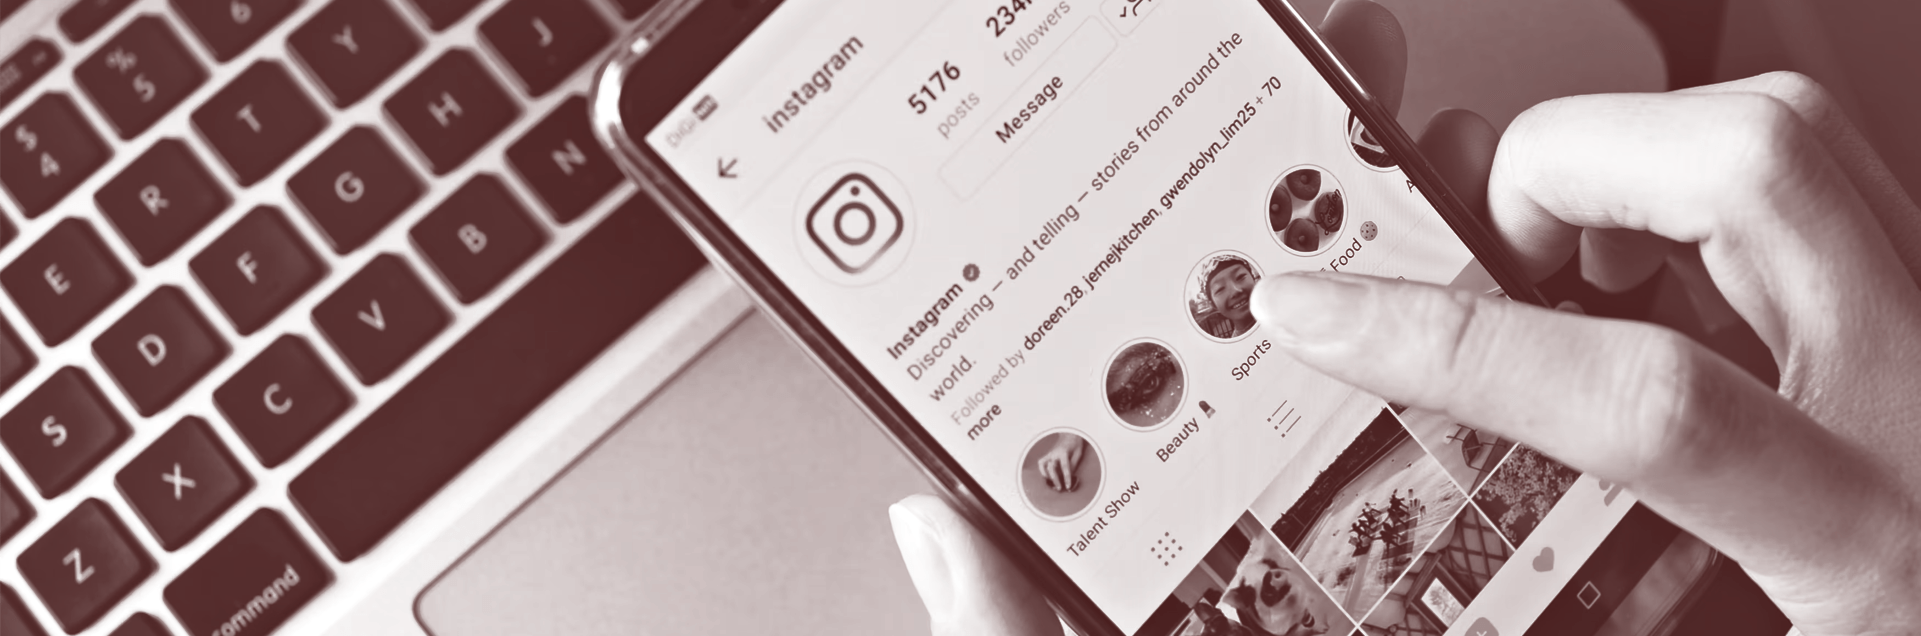 6
Y
J
%
5
T
H
N
$
4
R
G
B
E
F
V
D
C
S
X
Z
command
DiGi
instagram
5176
posts
followers
Message
Instagram
Discovering – and telling – stories from around the
world.
Followed by doreen.28, jernejkitchen, gwendolyn_lim25 + 70
more
Talent Show
Beauty
Sports
Food